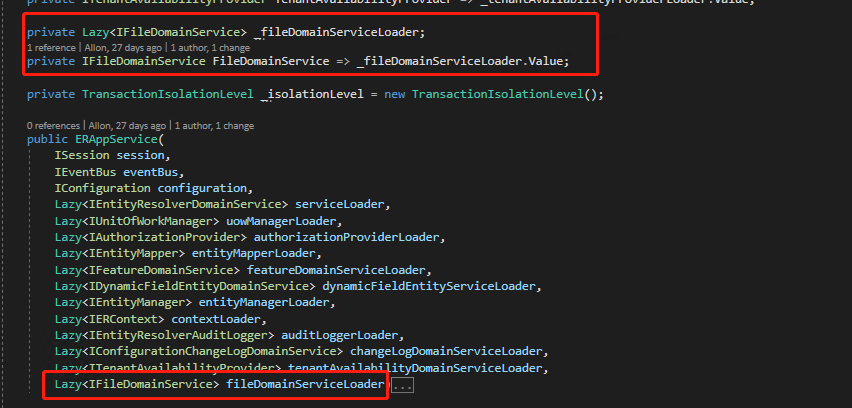 private ITenantAvailabilityProvider TenantAvailabilityProvider => _tenantAvailabilityProviderLoader.Value;
private Lazy<IFileDomainService> _fileDomainServiceLoader;
1 reference | Allon, 27 days ago | 1 author, 1 change
private IFileDomainService FileDomainService => _fileDomainServiceLoader.Value;
private TransactionIsolationLevel _isolationLevel = new TransactionIsolationLevel();
0 references | Allon, 27 days ago | 1 author, 1 change
public ERAppService(
ISession session,
IEventBus eventBus,
IConfiguration configuration,
Lazy<IEntityResolverDomainService> serviceLoader,
Lazy<IUnitOfWorkManager> uowManagerLoader,
Lazy<IAuthorizationProvider> authorizationProviderLoader,
Lazy<IEntityMapper> entityMapperLoader,
Lazy<IFeatureDomainService> featureDomainServiceLoader,
Lazy<IDynamicFieldEntityDomainService> dynamicFieldEntityServiceLoader,
Lazy<IEntityManager> entityManagerLoader,
Lazy<IERContext> contextLoader,
Lazy<IEntityResolverAuditLogger> auditLoggerLoader,
Lazy<IConfigurationChangeLogDomainService> changeLogDomainServiceLoader,
Lazy<ITenantAvailabilityProvider> tenantAvailabilityDomainServiceLoader,
Lazy<IFileDomainService> fileDomainServiceLoader...